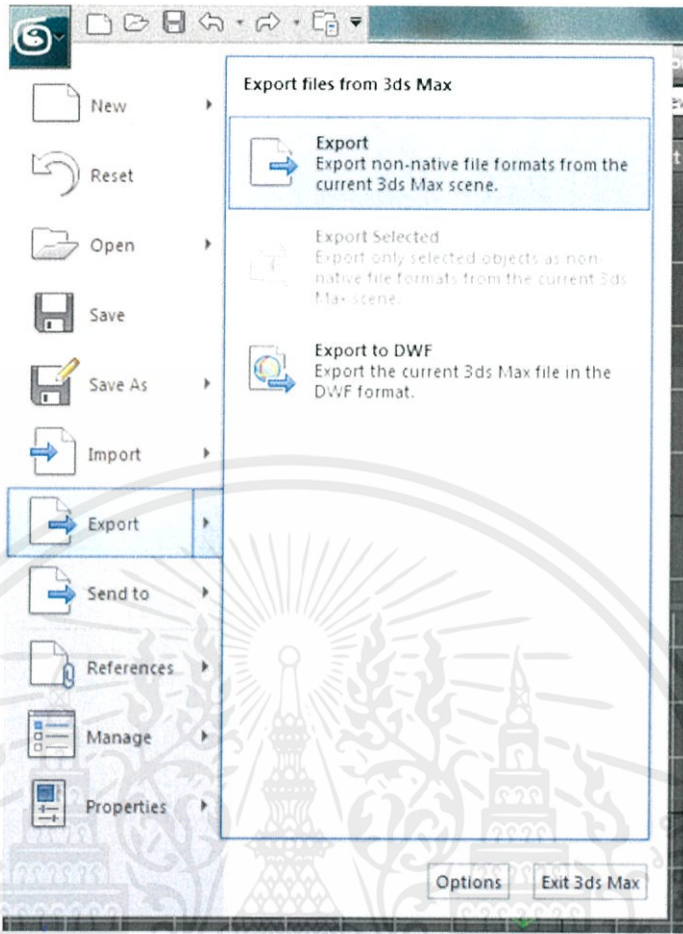 New
Reset
Open
Save
Save As
Import
Export
Send to
References
Manage
Properties
Export files from 3ds Max
Export
Export non-native file formats from the
current 3ds Max scene.
Export Selected
Export only selected objects as non-
native file formats from the current 3ds
Max scene.
Export to DWF
Export the current 3ds Max file in the
DWF format.
Options
Exit 3ds Max